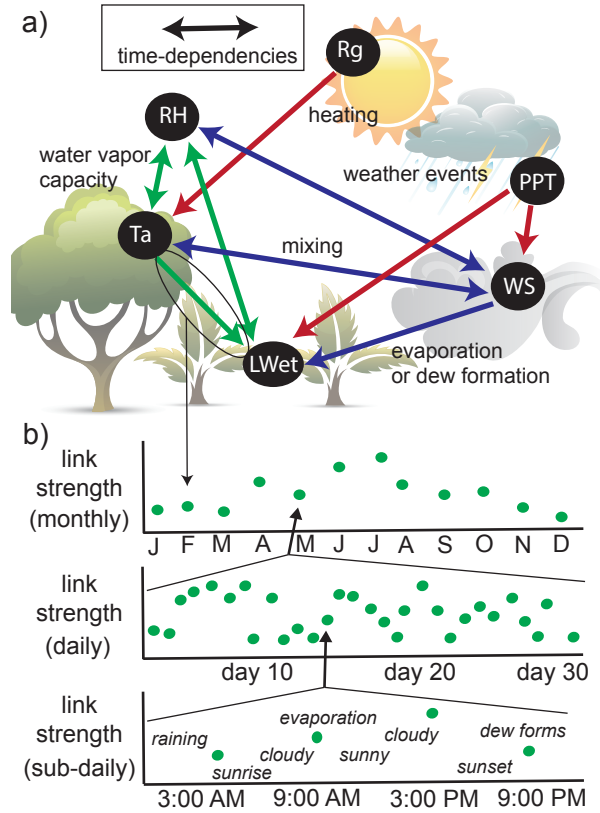 a)
time-dependencies
Rg
heating
RH
water vapor
capacity
weather events
PPT
Ta
mixing
WS
LWet
evaporation
or dew formation
b)
link
strength
(monthly)
J F M A M J J A S O N D
link
strength
(daily)
day 10 day 20 day 30
link
strength
(sub-daily)
raining
sunrise
cloudy
evaporation
sunny
cloudy
sunset
dew forms
3:00 AM 9:00 AM 3:00 PM 9:00 PM